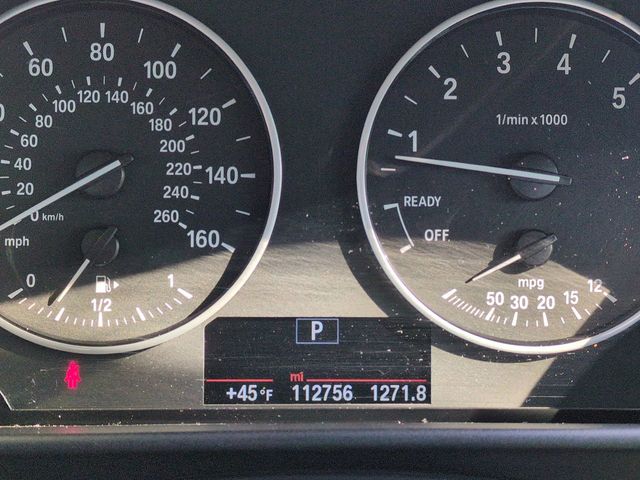 60 80 100 120 140 160
0 20 40 60 80 100 120 140 160 180 200 220 240 260
km/h
mph
0 1/2 1
1 2 3 4 5
1/min x 1000
READY
OFF
mpg
50 30 20 15 12
P
mi
+45°F 112756 1271.8